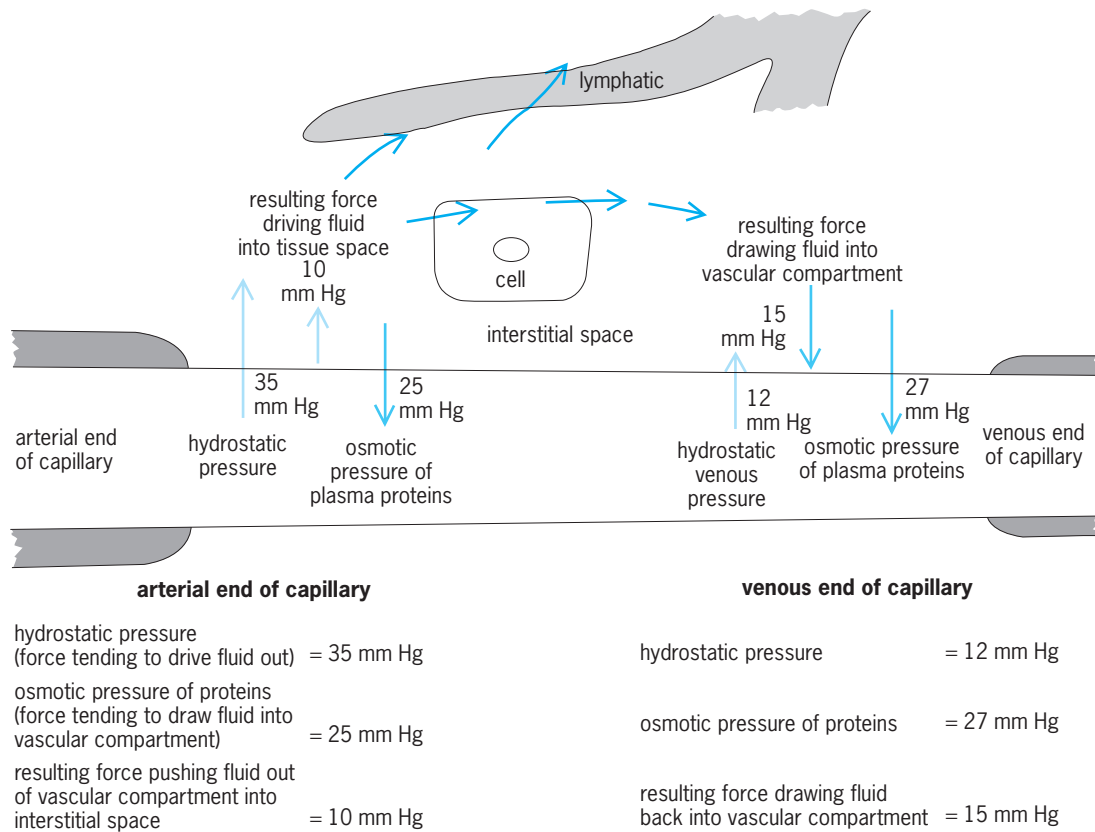 lymphatic
resulting force
driving fluid
into tissue space
10
mm Hg
cell
resulting force
drawing fluid into
vascular compartment
interstitial space
15
mm Hg
35
mm Hg
25
mm Hg
12
mm Hg
27
mm Hg
arterial end
of capillary
hydrostatic
pressure
osmotic
pressure of
plasma proteins
hydrostatic
venous
pressure
osmotic pressure
of plasma proteins
venous end
of capillary
arterial end of capillary
hydrostatic pressure
(force tending to drive fluid out) = 35 mm Hg
osmotic pressure of proteins
(force tending to draw fluid into
vascular compartment) = 25 mm Hg
resulting force pushing fluid out
of vascular compartment into
interstitial space = 10 mm Hg
venous end of capillary
hydrostatic pressure = 12 mm Hg
osmotic pressure of proteins = 27 mm Hg
resulting force drawing fluid
back into vascular compartment = 15 mm Hg